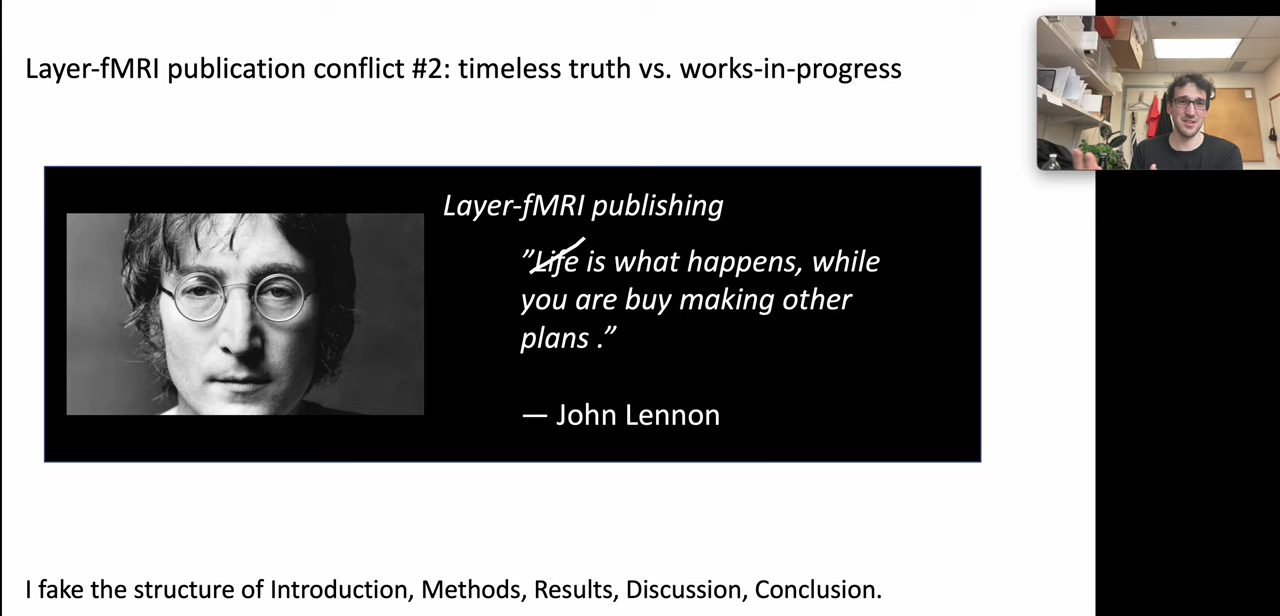 Layer-fMRI publication conflict #2: timeless truth vs. works-in-progress
Layer-fMRI publishing
”Life is what happens, while
you are buy making other
plans .”
— John Lennon
I fake the structure of Introduction, Methods, Results, Discussion, Conclusion.